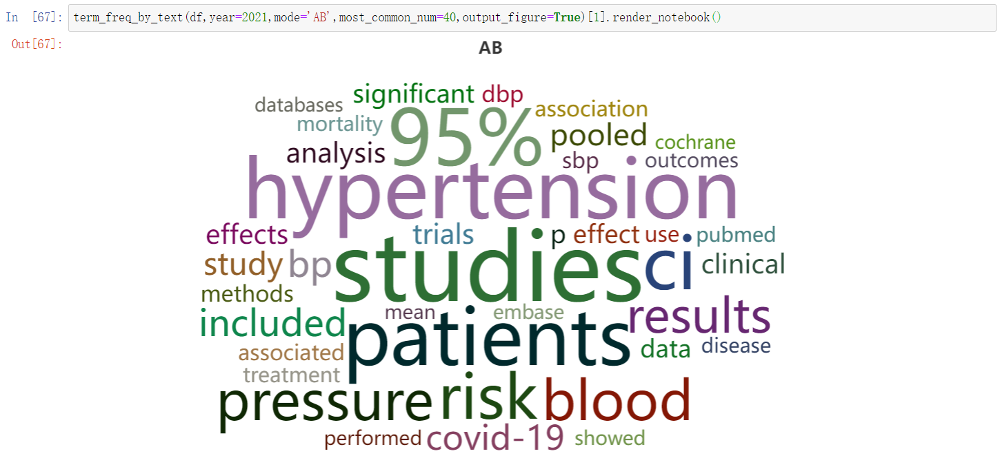 In [67]: term_freq_by_text(df,year=2021,mode='AB',most_common_num=40,output_figure=True)[1].render_notebook()
Out[67]:
AB
significant dbp
databases association
mortality 95% pooled
analysis cochrane
sbp outcomes
hypertension
effects trials p effect use pubmed
study bp studies ci clinical
methods
mean embase results
included patients
associated data disease
treatment
pressure risk blood
performed covid-19 showed